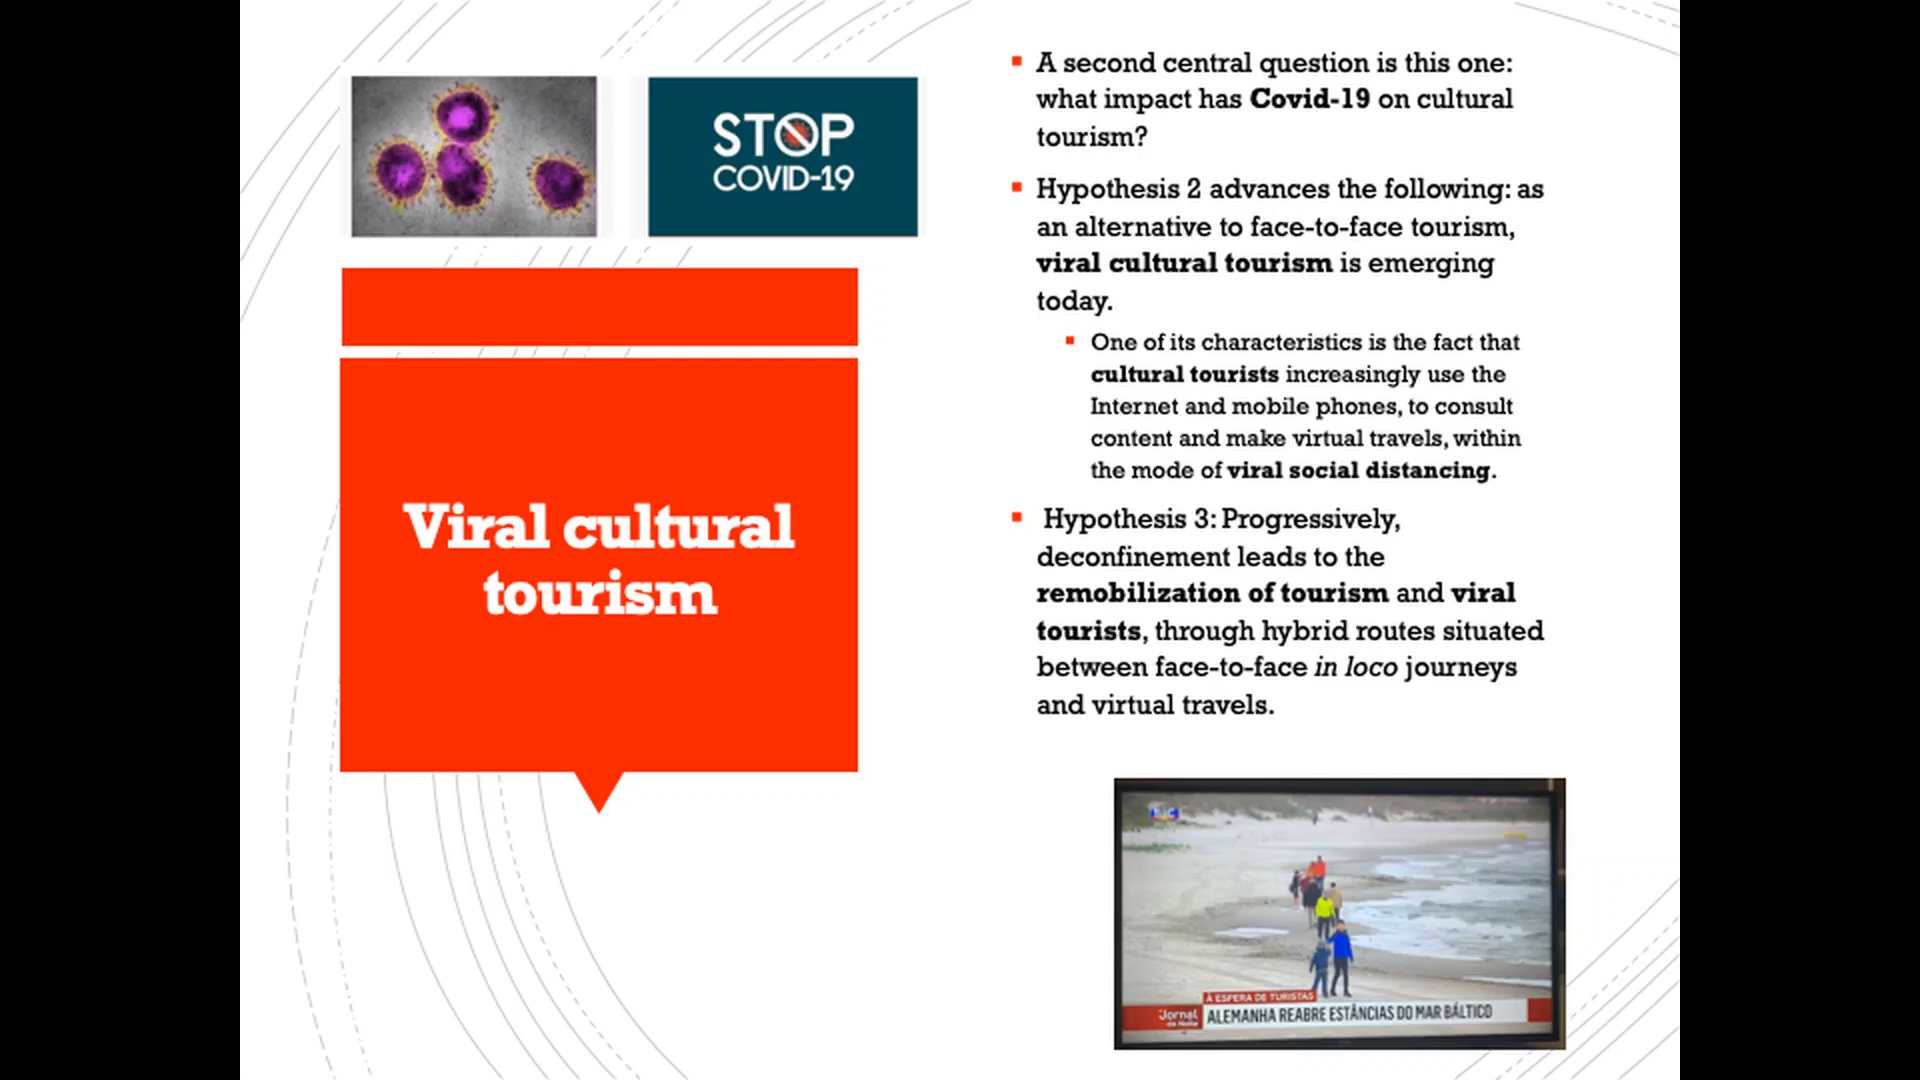 STOP
COVID-19
Viral cultural
tourism
A second central question is this one:
what impact has Covid-19 on cultural
tourism?
Hypothesis 2 advances the following: as
an alternative to face-to-face tourism,
viral cultural tourism is emerging
today.
One of its characteristics is the fact that
cultural tourists increasingly use the
Internet and mobile phones, to consult
content and make virtual travels, within
the mode of viral social distancing.
Hypothesis 3: Progressively,
deconfinement leads to the
remobilization of tourism and viral
tourists, through hybrid routes situated
between face-to-face in loco journeys
and virtual travels.
À ESPERA DE TURISTAS
Jornal
da Noite
ALEMANHA REABRE ESTÂNCIAS DO MAR BÁLTICO